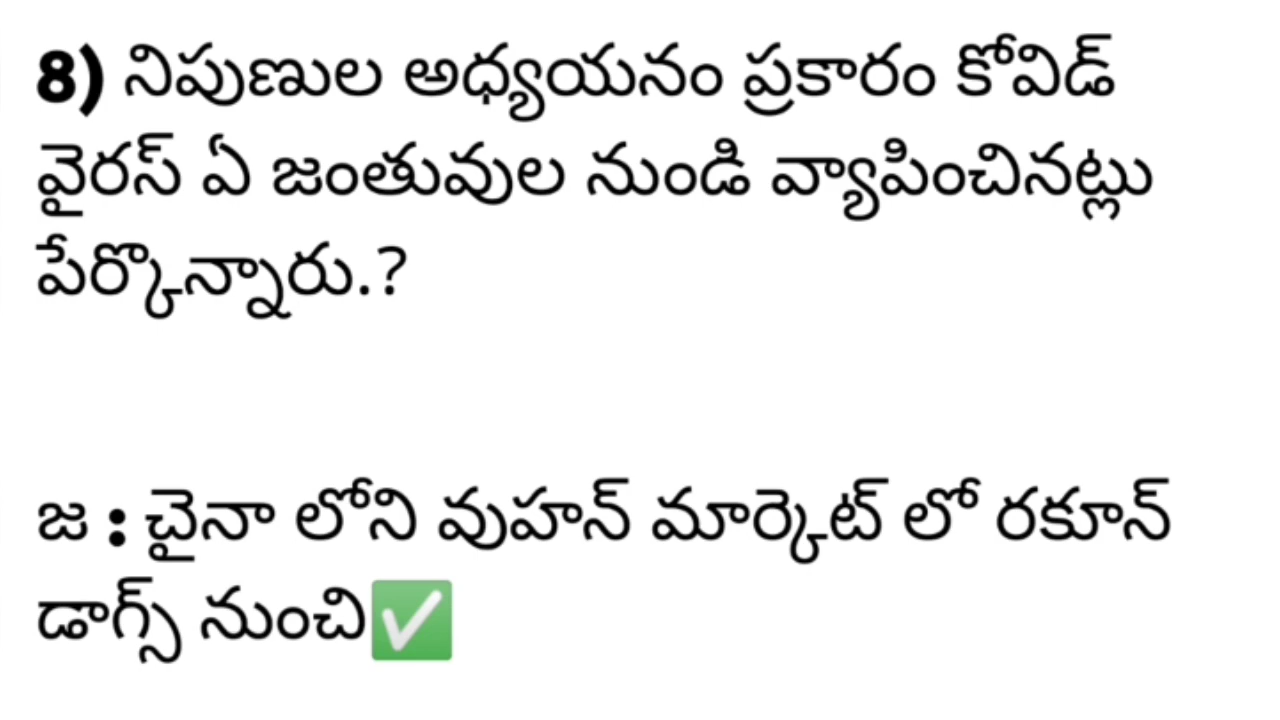 8) నిపుణుల అధ్యయనం ప్రకారం కోవిడ్
వైరస్ ఏ జంతువుల నుండి వ్యాపించినట్లు
పేర్కొన్నారు.?
జ : చైనా లోని వుహన్ మార్కెట్ లో రకూన్
డాగ్స్ నుంచి✅